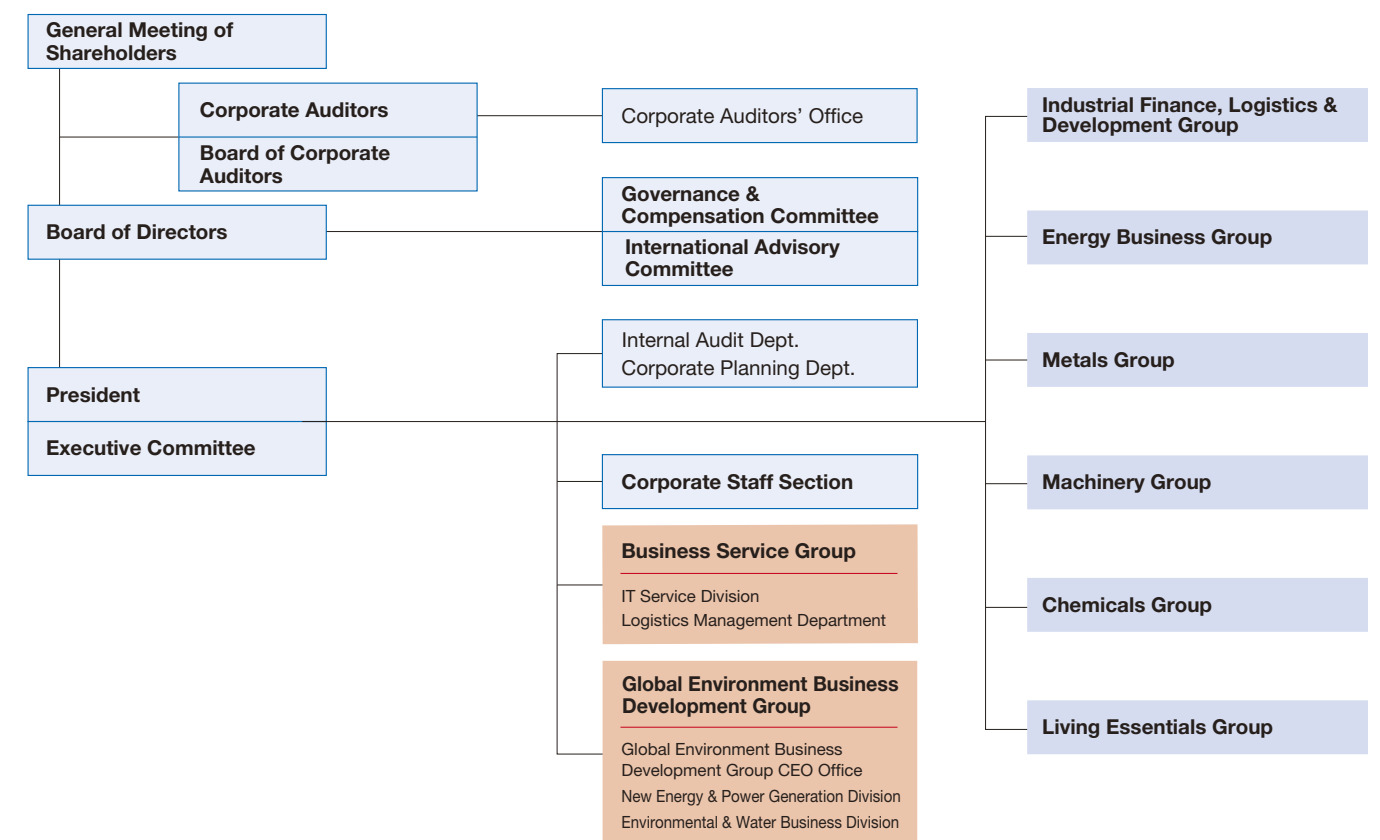 General Meeting of
Shareholders
Corporate Auditors
Board of Corporate
Auditors
Corporate Auditors’ Office
Board of Directors
Governance &
Compensation Committee
International Advisory
Committee
Internal Audit Dept.
Corporate Planning Dept.
President
Executive Committee
Corporate Staff Section
Business Service Group
IT Service Division
Logistics Management Department
Global Environment Business
Development Group
Global Environment Business
Development Group CEO Office
New Energy & Power Generation Division
Environmental & Water Business Division
Industrial Finance, Logistics &
Development Group
Energy Business Group
Metals Group
Machinery Group
Chemicals Group
Living Essentials Group